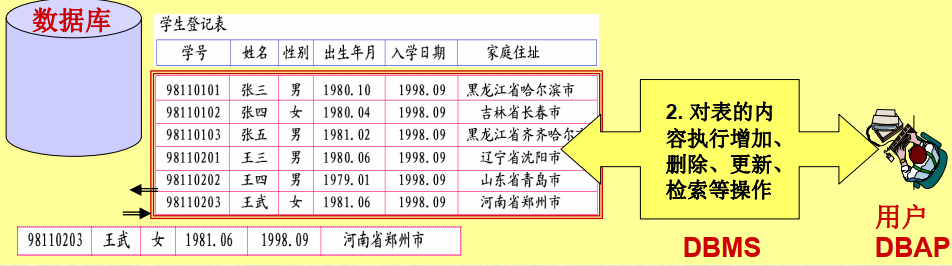 数据库
学生登记表
学号 姓名 性别 出生年月 入学日期 家庭住址
98110101 张三 男 1980.10 1998.09 黑龙江省哈尔滨市
98110102 张四 女 1980.04 1998.09 吉林省长春市
98110103 张五 男 1981.02 1998.09 黑龙江省齐齐哈尔
98110201 王三 男 1980.06 1998.09 辽宁省沈阳市
98110202 王四 男 1979.01 1998.09 山东省青岛市
98110203 王武 女 1981.06 1998.09 河南省郑州市
98110203 王武 女 1981.06 1998.09 河南省郑州市
2. 对表的内
容执行增加、
删除、更新、
检索等操作
DBMS
用户
DBAP